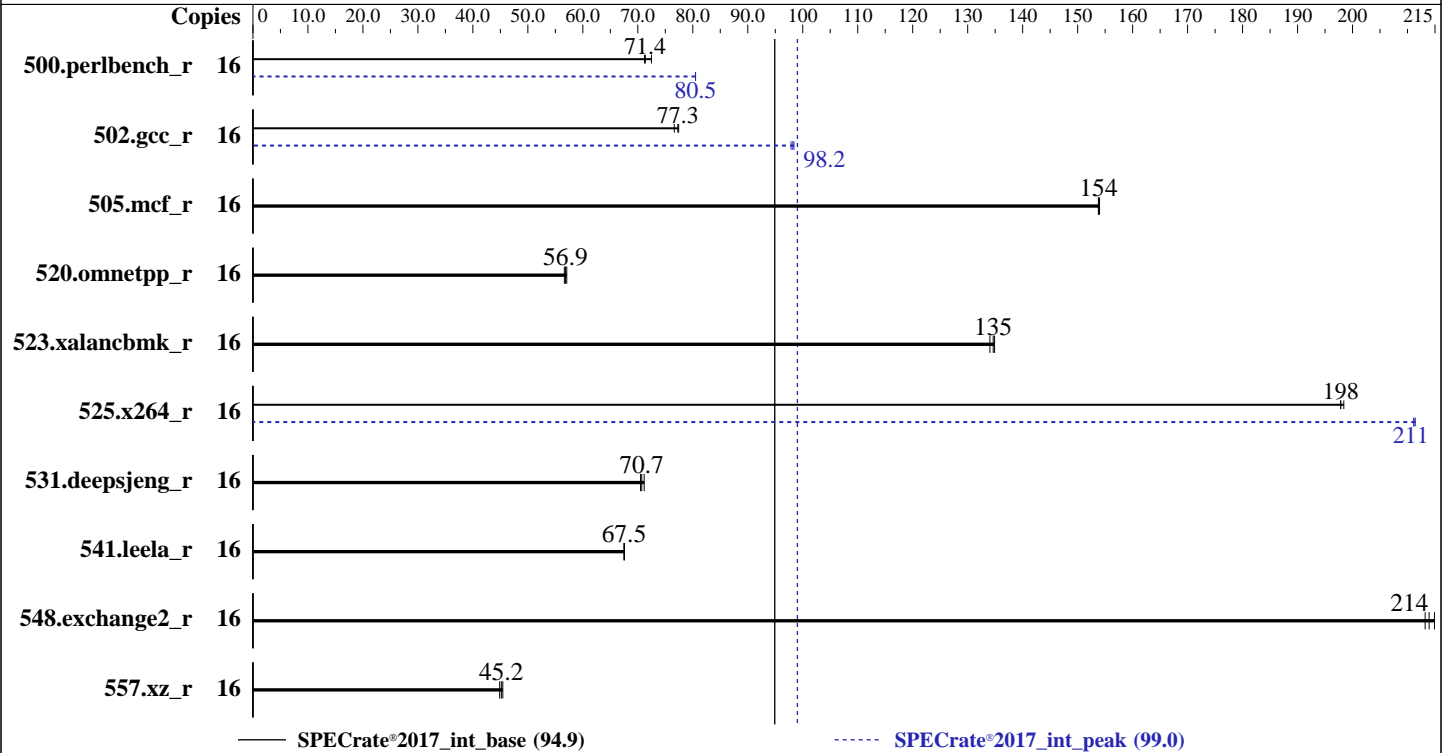 Copies 0 10.0 20.0 30.0 40.0 50.0 60.0 70.0 80.0 90.0 100 110 120 130 140 150 160 170 180 190 200 215
500.perlbench_r 16 71.4
80.5
502.gcc_r 16 77.3
98.2
505.mcf_r 16 154
520.omnetpp_r 16 56.9
523.xalancbmk_r 16 135
525.x264_r 16 198
211
531.deepsjeng_r 16 70.7
541.leela_r 16 67.5
548.exchange2_r 16 214
557.xz_r 16 45.2
SPECrate®2017_int_base (94.9) SPECrate®2017_int_peak (99.0)